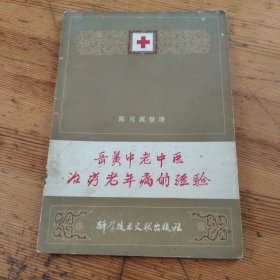 陈可冀整理
岳美中老中医
治疗老年病的经验
科学技术文献出版社